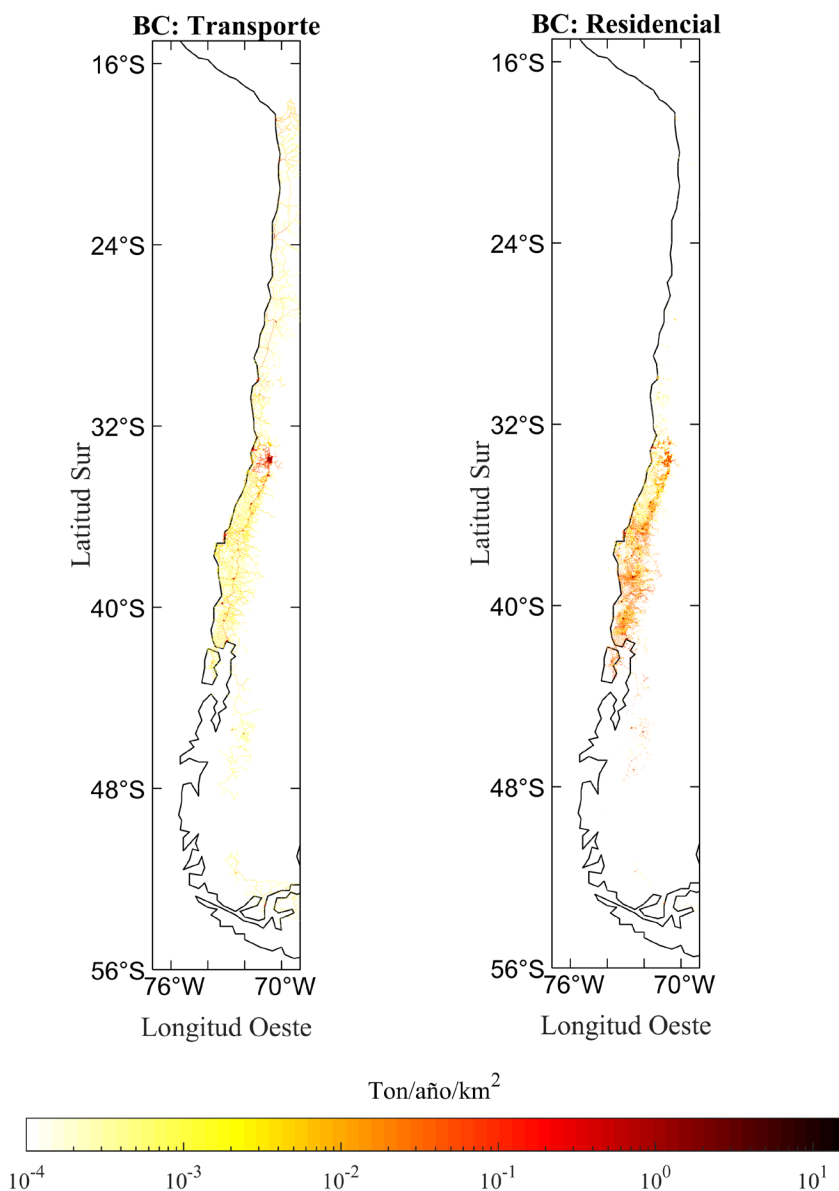 BC: Transporte
BC: Residencial
16°S
24°S
32°S
40°S
48°S
56°S
76°W 70°W
Latitud Sur
Longitud Oeste
16°S
24°S
32°S
40°S
48°S
56°S
76°W 70°W
Latitud Sur
Longitud Oeste
Ton/año/km²
10⁻⁴ 10⁻³ 10⁻² 10⁻¹ 10⁰ 10¹